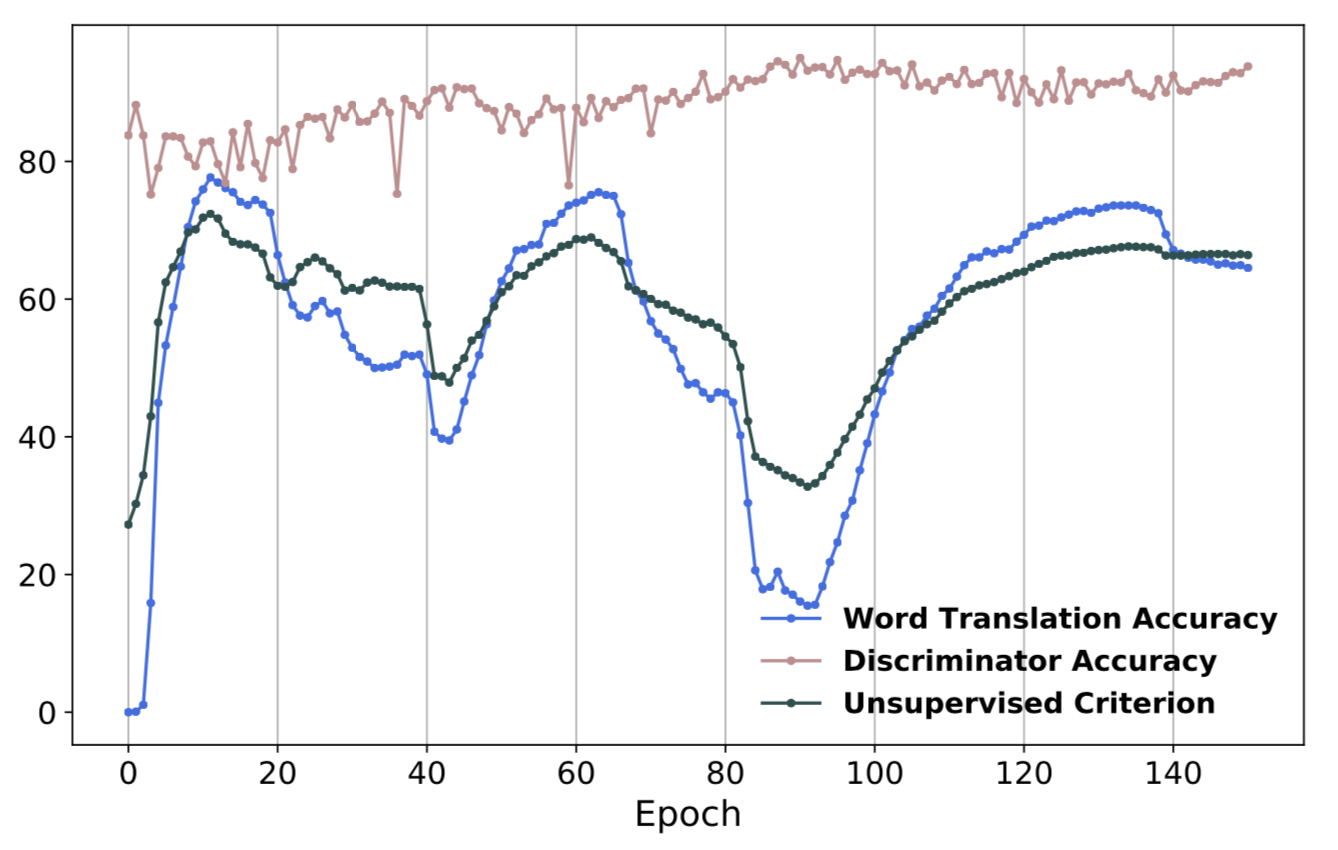 80
60
40
20
0
Word Translation Accuracy
Discriminator Accuracy
Unsupervised Criterion
0 20 40 60 80 100 120 140
Epoch